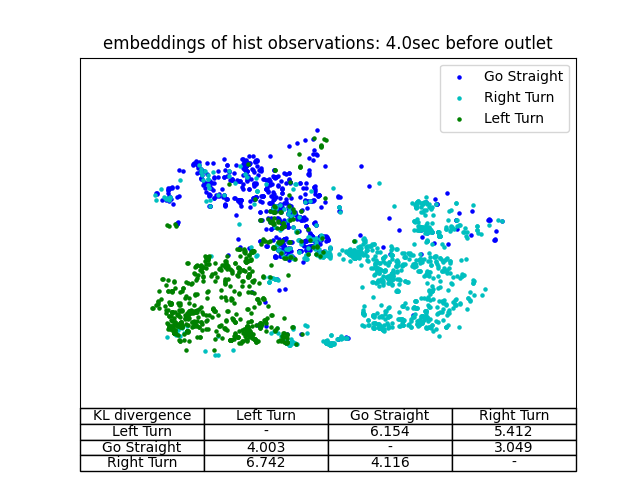 embeddings of hist observations: 4.0sec before outlet
Go Straight
Right Turn
Left Turn
KL divergence Left Turn Go Straight Right Turn
Left Turn - 6.154 5.412
Go Straight 4.003 - 3.049
Right Turn 6.742 4.116 -